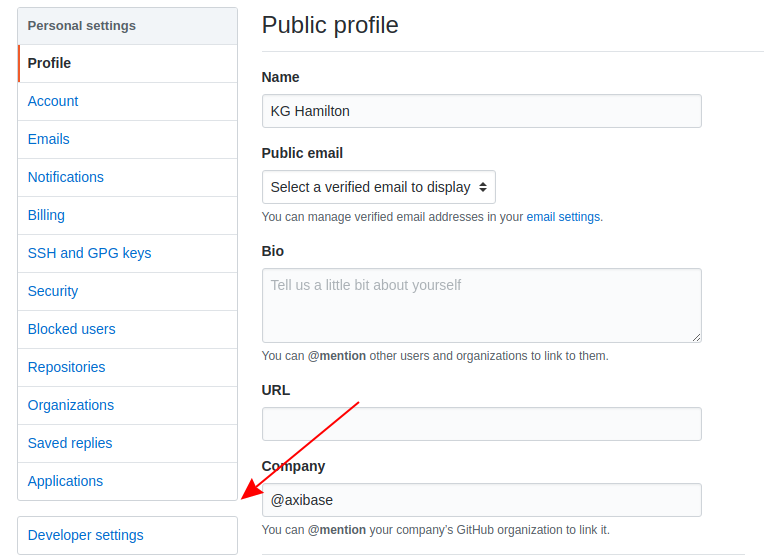 Personal settings
Profile
Account
Emails
Notifications
Billing
SSH and GPG keys
Security
Blocked users
Repositories
Organizations
Saved replies
Applications
Developer settings
Public profile
Name
KG Hamilton
Public email
Select a verified email to display
You can manage verified email addresses in your email settings.
Bio
Tell us a little bit about yourself
You can @mention other users and organizations to link to them.
URL
Company
@axibase
You can @mention your company's GitHub organization to link it.